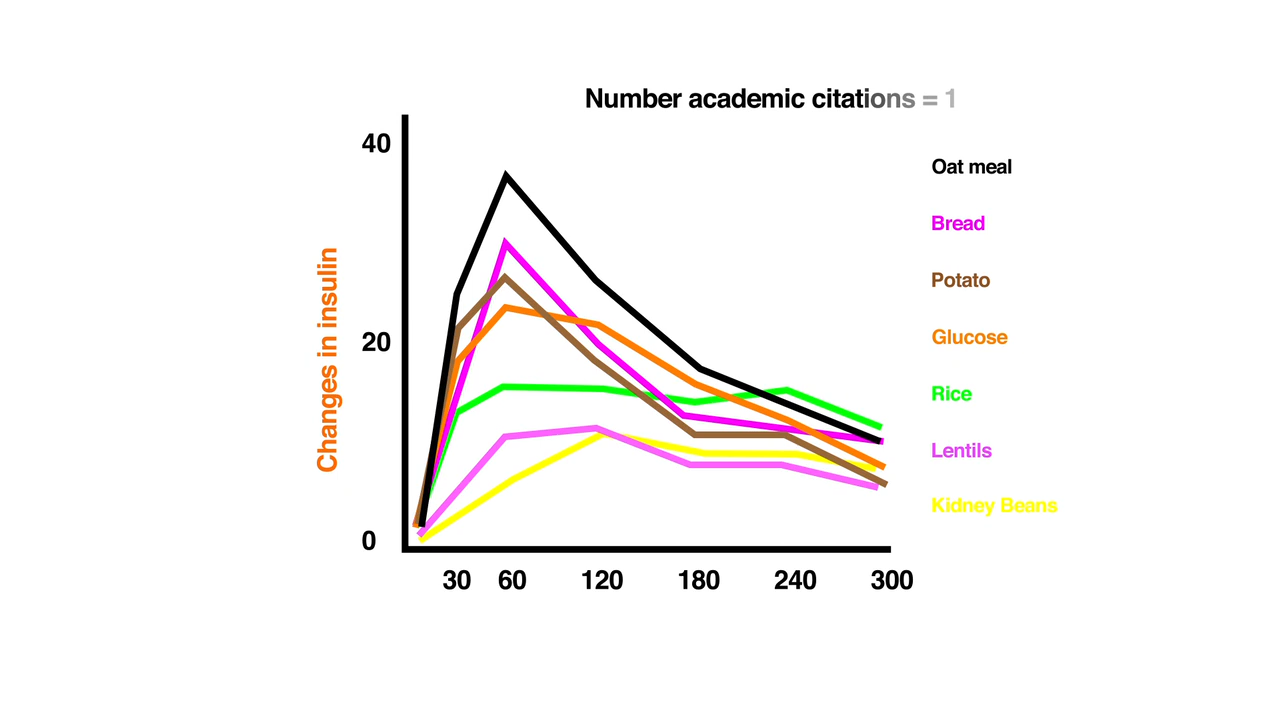 Number academic citations = 1
40
20
0
Changes in insulin
30 60 120 180 240 300
Oat meal
Bread
Potato
Glucose
Rice
Lentils
Kidney Beans